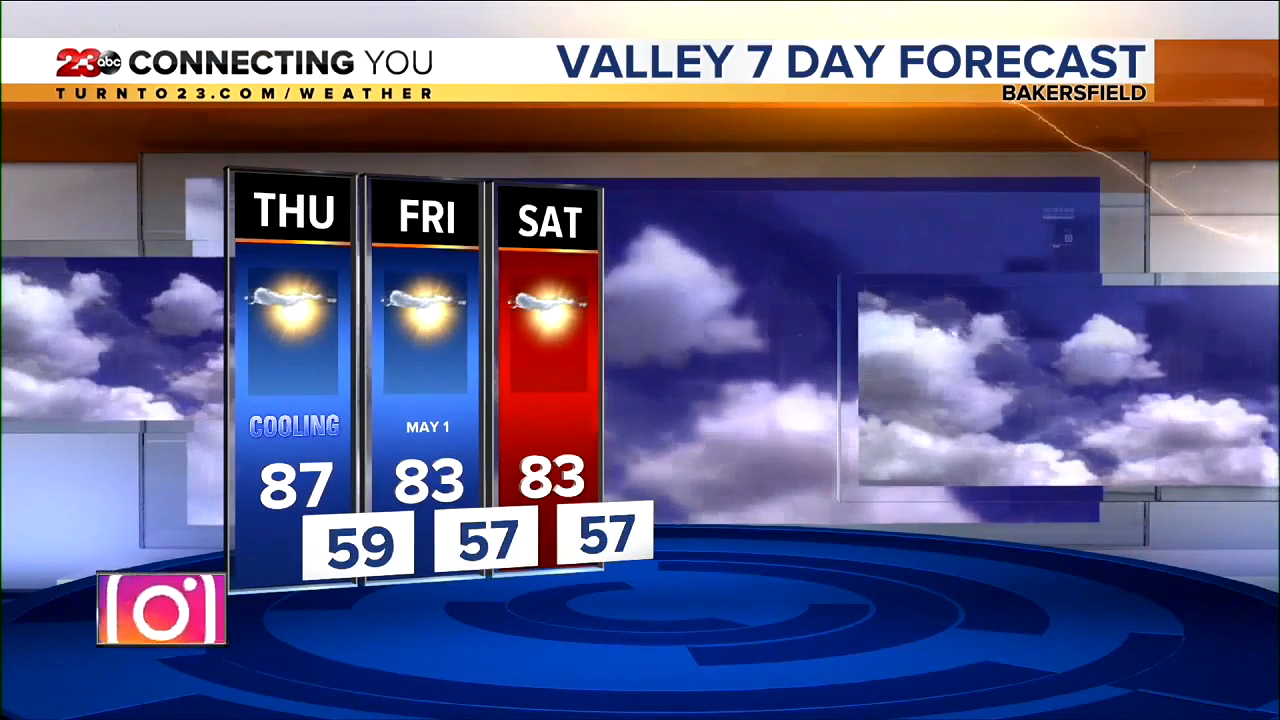 23abc CONNECTING YOU
TURNTO23.COM/WEATHER
VALLEY 7 DAY FORECAST
BAKERSFIELD
THU FRI SAT
COOLING MAY 1
87 83 83
59 57 57